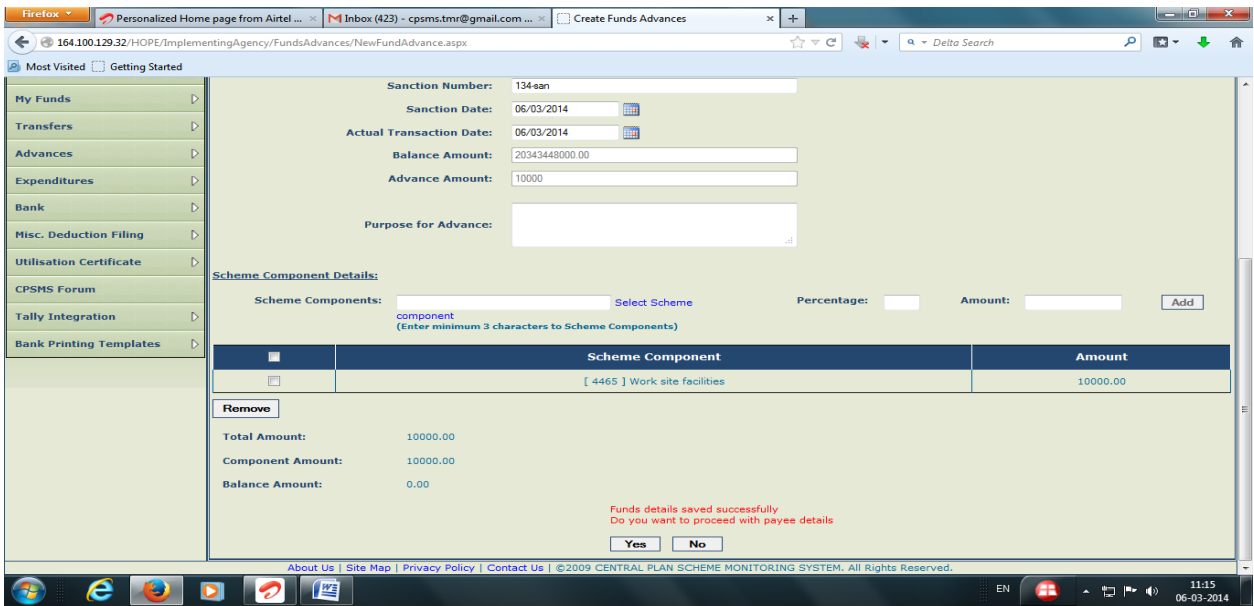 Firefox
Personalized Home page from Airtel ...
M Inbox (423) - cpsms.tmr@gmail.com ...
Create Funds Advances
164.100.129.32/HOPE/ImplementingAgency/FundsAdvances/NewFundAdvance.aspx
Delta Search
Most Visited
Getting Started
My Funds
Transfers
Advances
Expenditures
Bank
Misc. Deduction Filing
Utilisation Certificate
CPSMS Forum
Tally Integration
Bank Printing Templates
Sanction Number: 134-san
Sanction Date: 06/03/2014
Actual Transaction Date: 06/03/2014
Balance Amount: 20343448000.00
Advance Amount: 10000
Purpose for Advance:
Scheme Component Details:
Scheme Components: Select Scheme Percentage: Amount: Add
component
(Enter minimum 3 characters to Scheme Components)
Scheme Component Amount
[ 4465 ] Work site facilities 10000.00
Remove
Total Amount: 10000.00
Component Amount: 10000.00
Balance Amount: 0.00
Funds details saved successfully
Do you want to proceed with payee details
Yes No
About Us | Site Map | Privacy Policy | Contact Us | ©2009 CENTRAL PLAN SCHEME MONITORING SYSTEM. All Rights Reserved.
EN
11:15
06-03-2014